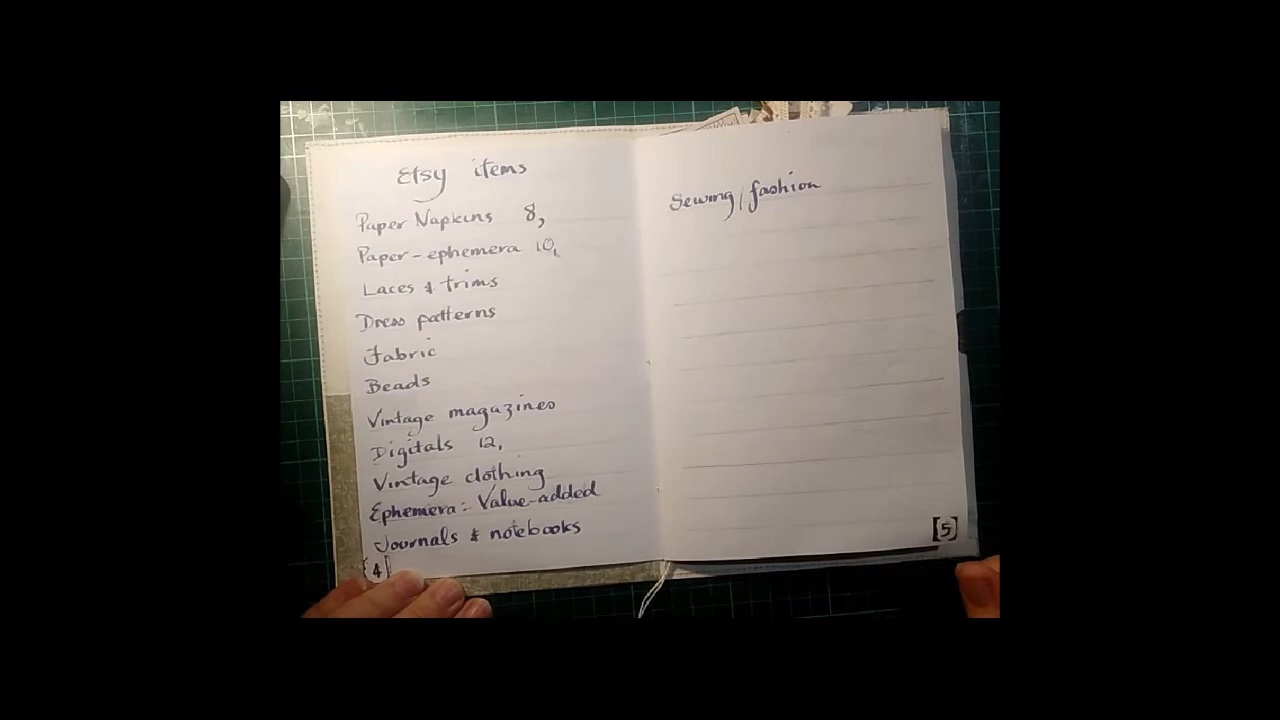 Etsy items
Paper Napkins 8,
Paper-ephemera 10,
Laces & trims
Dress patterns
Fabric
Beads
Vintage magazines
Digitals 12,
Vintage clothing
Ephemera:- Value-added
Journals & notebooks
[4]
Sewing/fashion
[5]